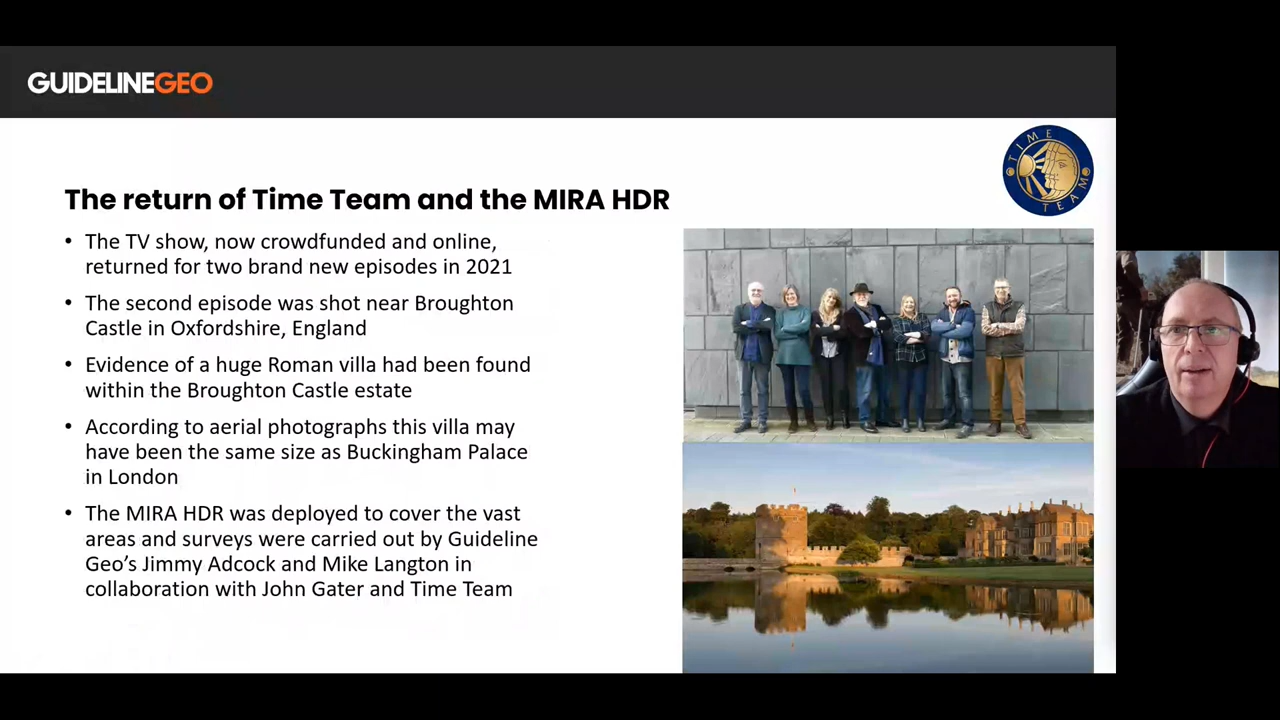 GUIDELINEGEO
TIME
TEAM
The return of Time Team and the MIRA HDR
• The TV show, now crowdfunded and online,
returned for two brand new episodes in 2021
• The second episode was shot near Broughton
Castle in Oxfordshire, England
• Evidence of a huge Roman villa had been found
within the Broughton Castle estate
• According to aerial photographs this villa may
have been the same size as Buckingham Palace
in London
• The MIRA HDR was deployed to cover the vast
areas and surveys were carried out by Guideline
Geo’s Jimmy Adcock and Mike Langton in
collaboration with John Gater and Time Team